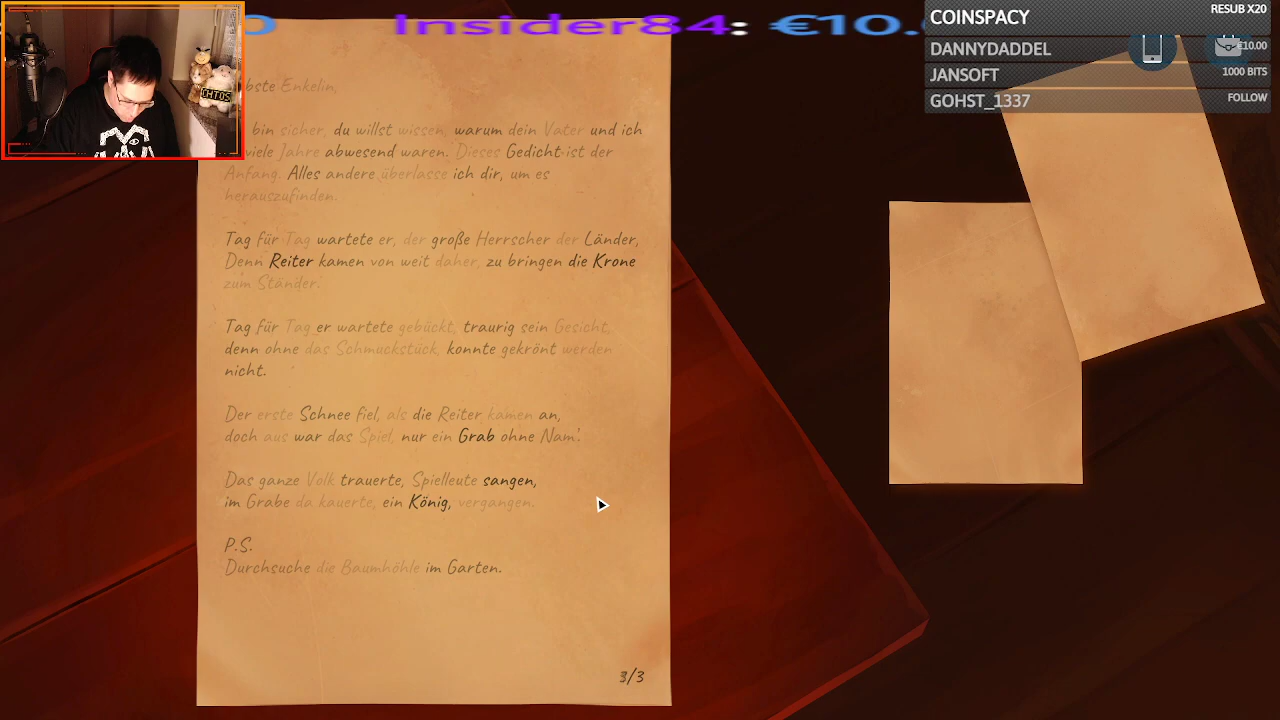 Insider84: €10.
COINSPACY RESUB X20
DANNYDADDEL €10.00
JANSOFT 1000 BITS
GOHST_1337 FOLLOW
CHTOS
Enkelin,
bin sicher, du willst wissen, warum dein Vater und ich
viele Jahre abwesend waren. Dieses Gedicht ist der
Anfang. Alles andere überlasse ich dir, um es
herauszufinden.
Tag für Tag wartete er, der große Herrscher der Länder,
Denn Reiter kamen von weit daher, zu bringen die Krone
zum Ständer.
Tag für Tag er wartete gebückt, traurig sein Gesicht,
denn ohne das Schmuckstück, konnte gekrönt werden
nicht.
Der erste Schnee fiel, als die Reiter kamen an,
doch aus war das Spiel, nur ein Grab ohne Nam'.
Das ganze Volk trauerte, Spielleute sangen,
im Grabe da kauerte, ein König, vergangen.
P.S.
Durchsuche die Baumhöhle im Garten.
3/3